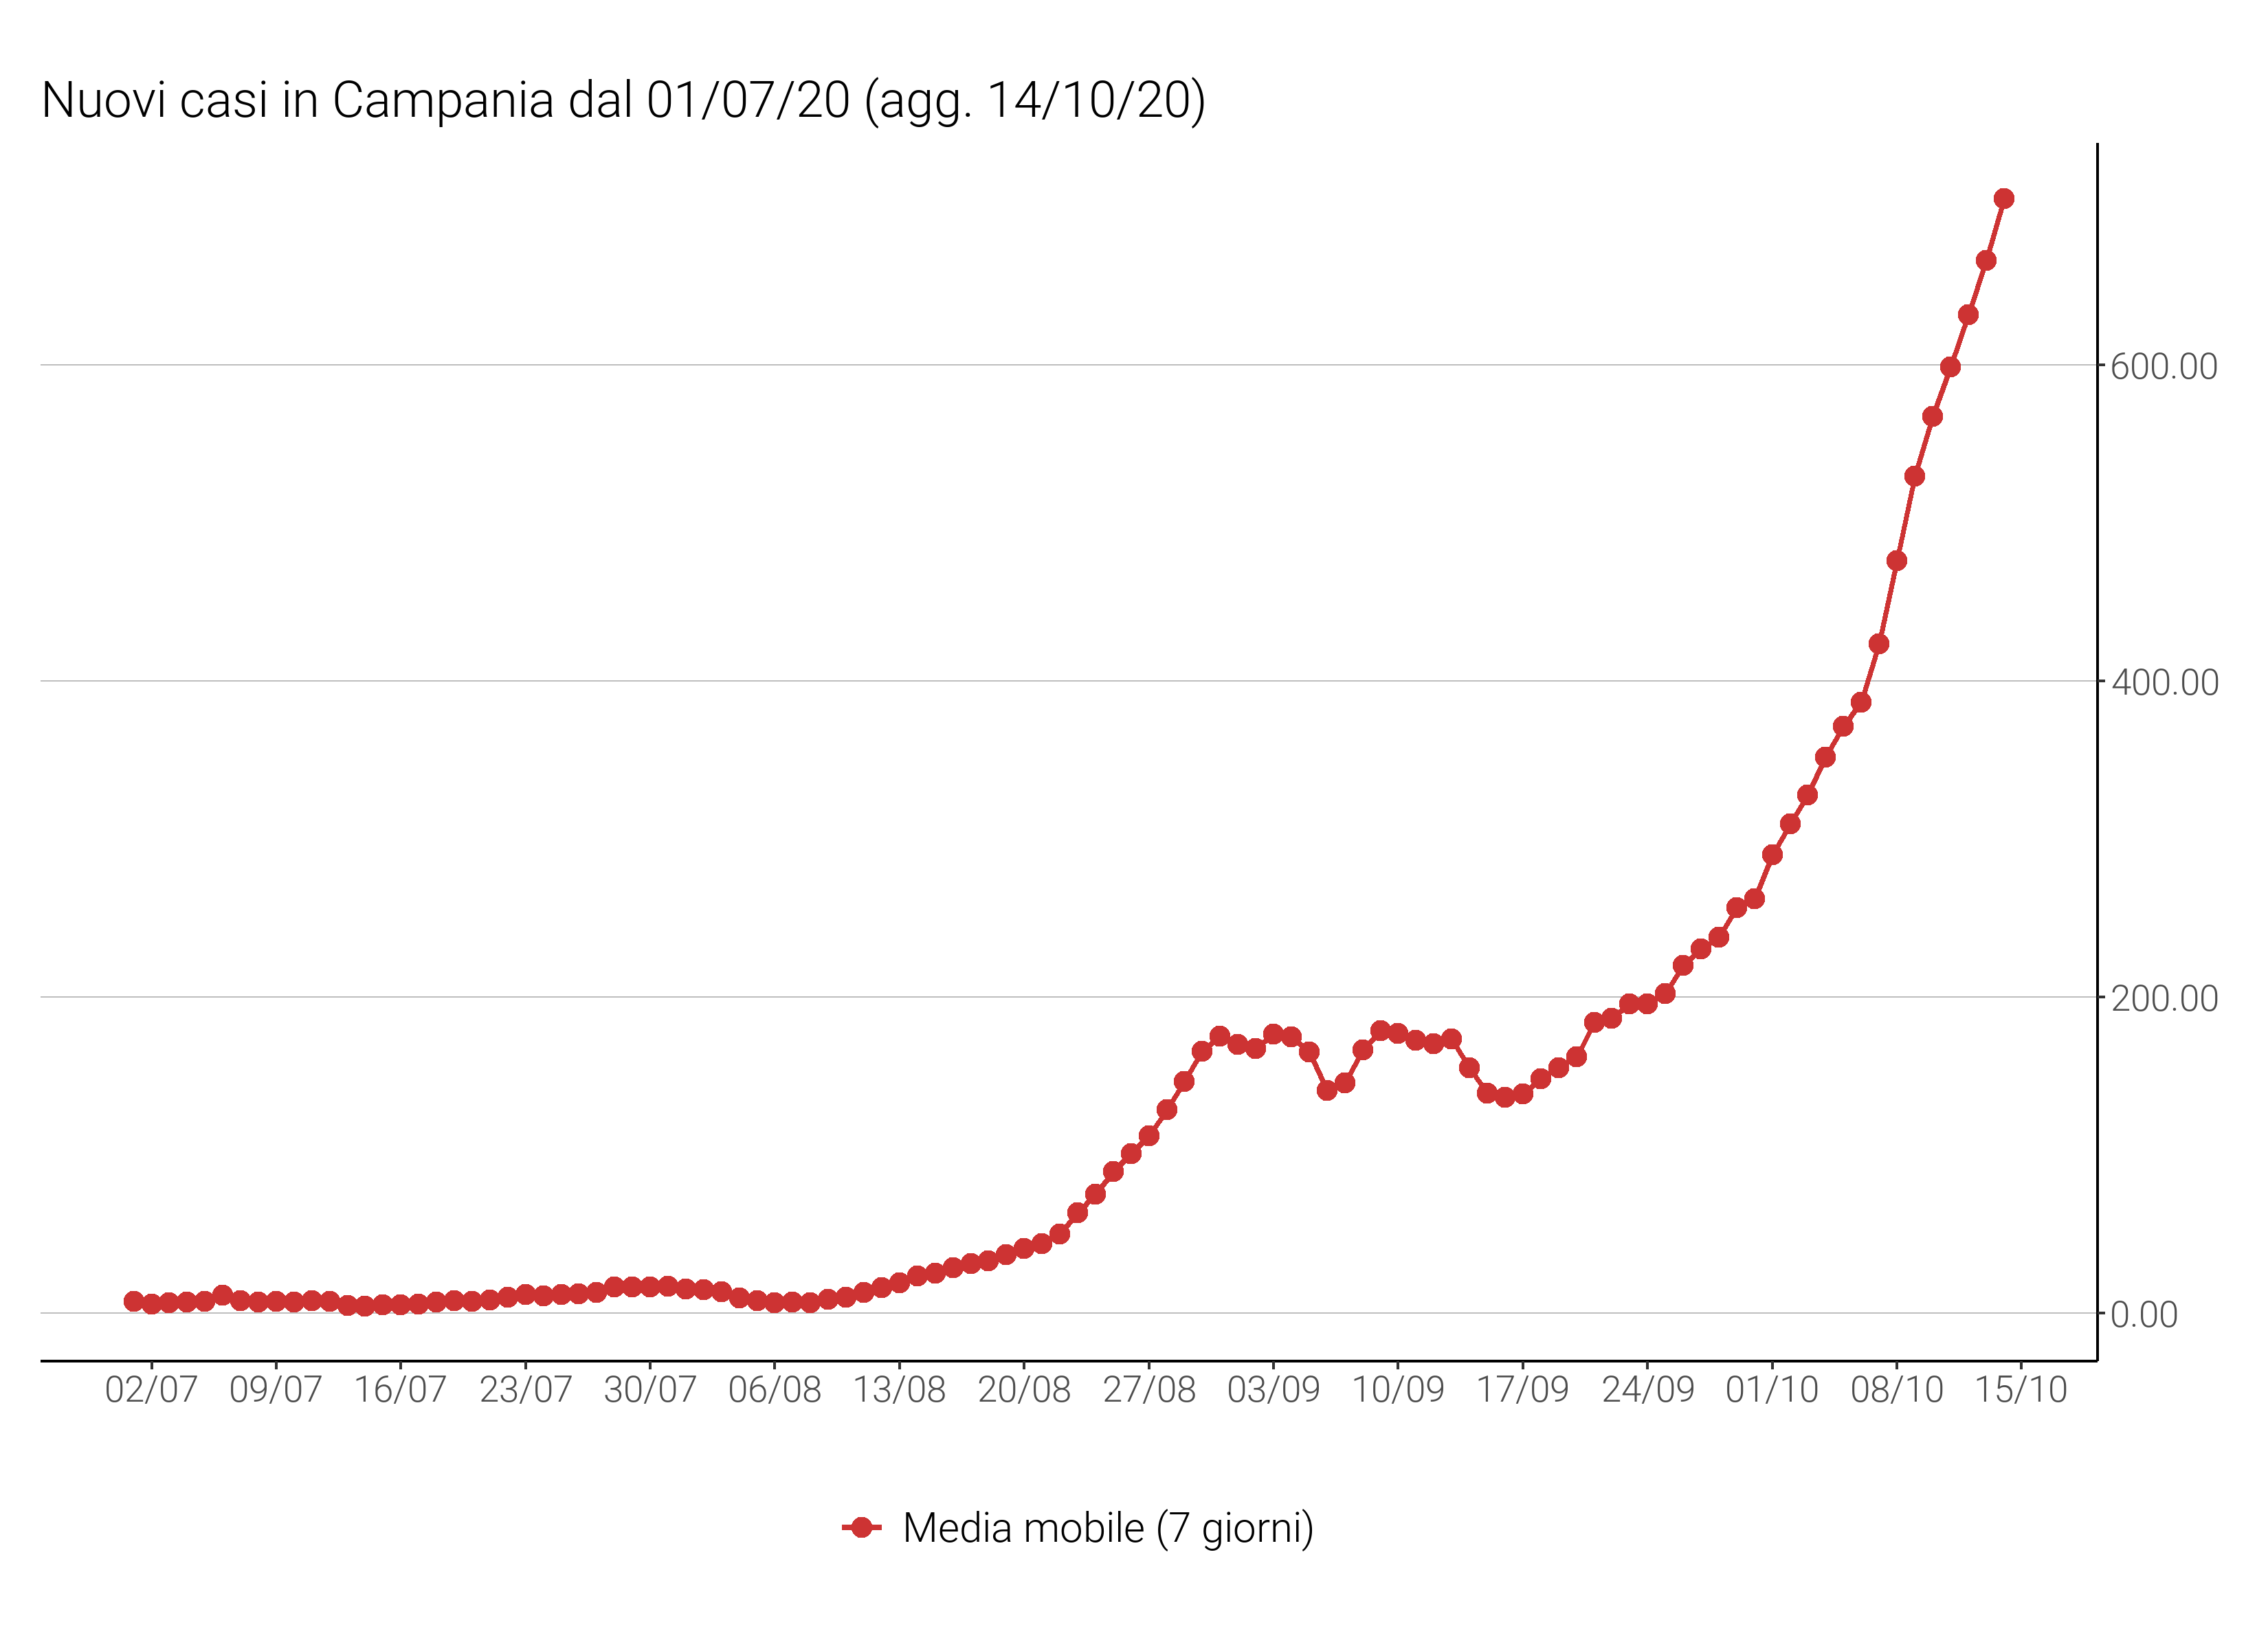 Nuovi casi in Campania dal 01/07/20 (agg. 14/10/20)
600.00
400.00
200.00
0.00
02/07 09/07 16/07 23/07 30/07 06/08 13/08 20/08 27/08 03/09 10/09 17/09 24/09 01/10 08/10 15/10
Media mobile (7 giorni)